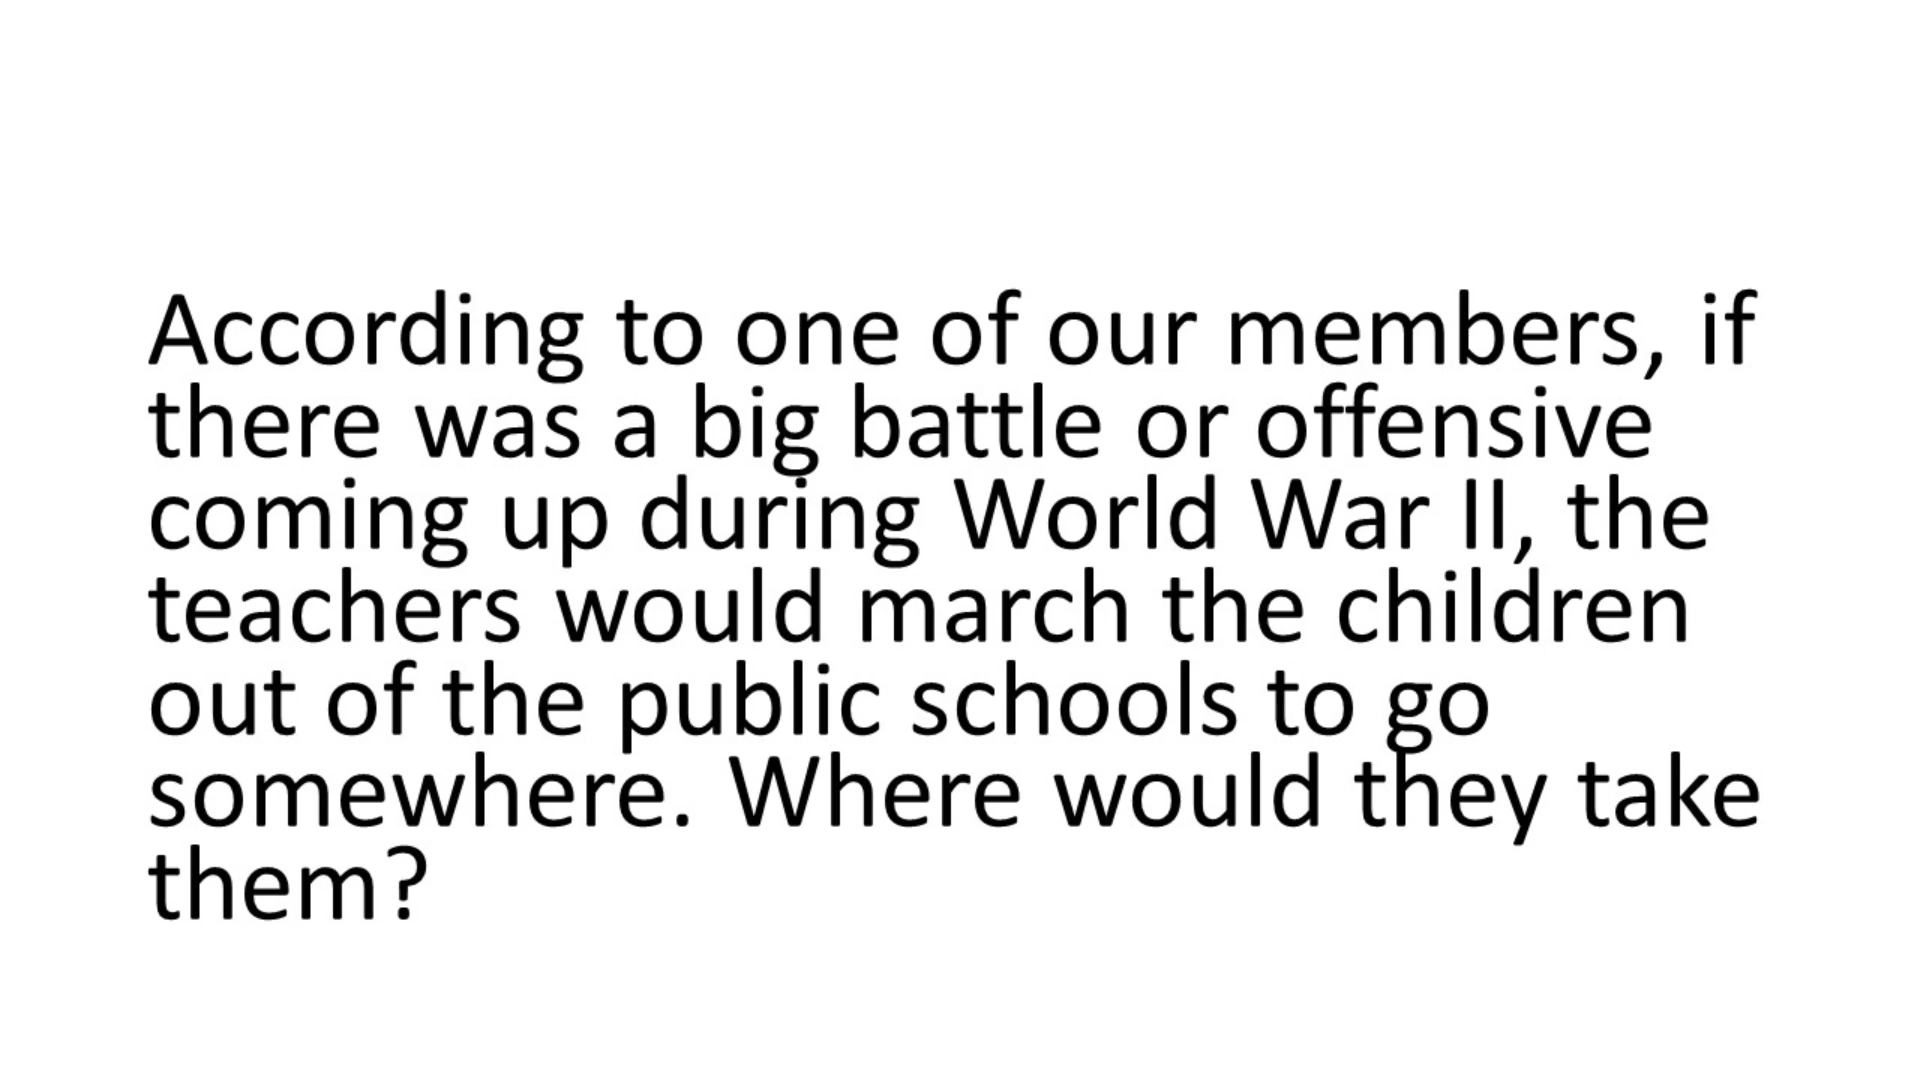 According to one of our members, if
there was a big battle or offensive
coming up during World War II, the
teachers would march the children
out of the public schools to go
somewhere. Where would they take
them?